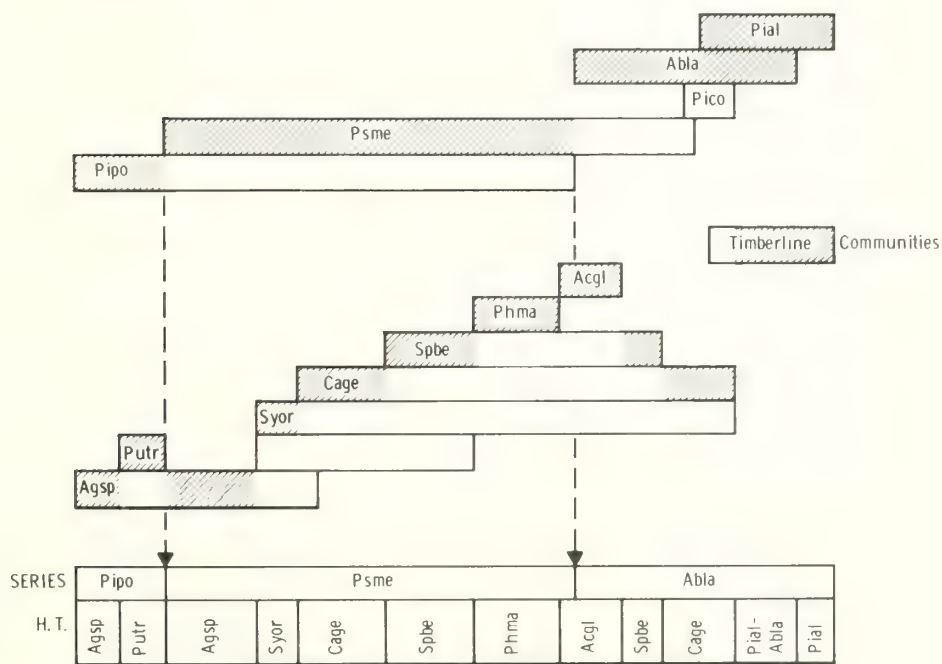 Pial
Abla
Pico
Psme
Pipo
Timberline Communities
Acgl
Phma
Spbe
Cage
Syor
Putr
Agsp
SERIES Pipo Psme Abla
H.T. Agsp Putr Agsp Syor Cage Spbe Phma Acgl Spbe Cage Pial-Abla Pial